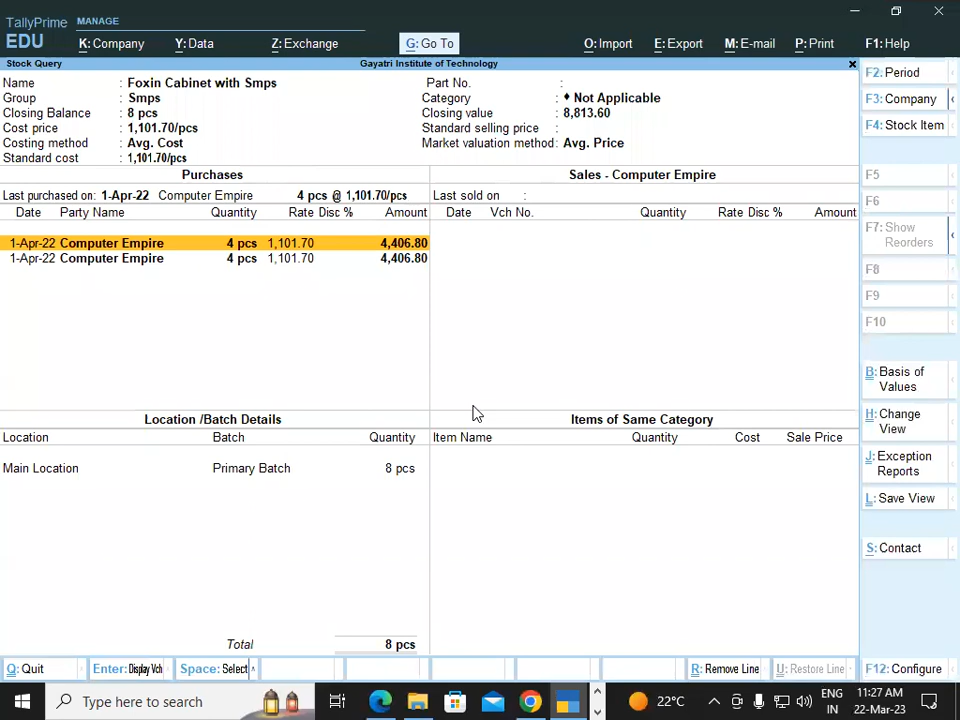 TallyPrime MANAGE
EDU K: Company Y: Data Z: Exchange G: Go To O: Import E: Export M: E-mail P: Print F1: Help
Stock Query Gayatri Institute of Technology
Name : Foxin Cabinet with Smps Part No. :
Group : Smps Category : ♦ Not Applicable
Closing Balance : 8 pcs Closing value : 8,813.60
Cost price : 1,101.70/pcs Standard selling price :
Costing method : Avg. Cost Market valuation method : Avg. Price
Standard cost : 1,101.70/pcs
Purchases Sales - Computer Empire
Last purchased on: 1-Apr-22 Computer Empire 4 pcs @ 1,101.70/pcs Last sold on :
Date Party Name Quantity Rate Disc % Amount Date Vch No. Quantity Rate Disc % Amount
1-Apr-22 Computer Empire 4 pcs 1,101.70 4,406.80
1-Apr-22 Computer Empire 4 pcs 1,101.70 4,406.80
Location /Batch Details Items of Same Category
Location Batch Quantity Item Name Quantity Cost Sale Price
Main Location Primary Batch 8 pcs
Total 8 pcs
F2: Period
F3: Company
F4: Stock Item
F5
F6
F7: Show
Reorders
F8
F9
F10
B: Basis of
Values
H: Change
View
J: Exception
Reports
L: Save View
S: Contact
Q: Quit Enter: Display Vch Space: Select R: Remove Line U: Restore Line F12: Configure
Type here to search 22°C ENG IN 11:27 AM 22-Mar-23